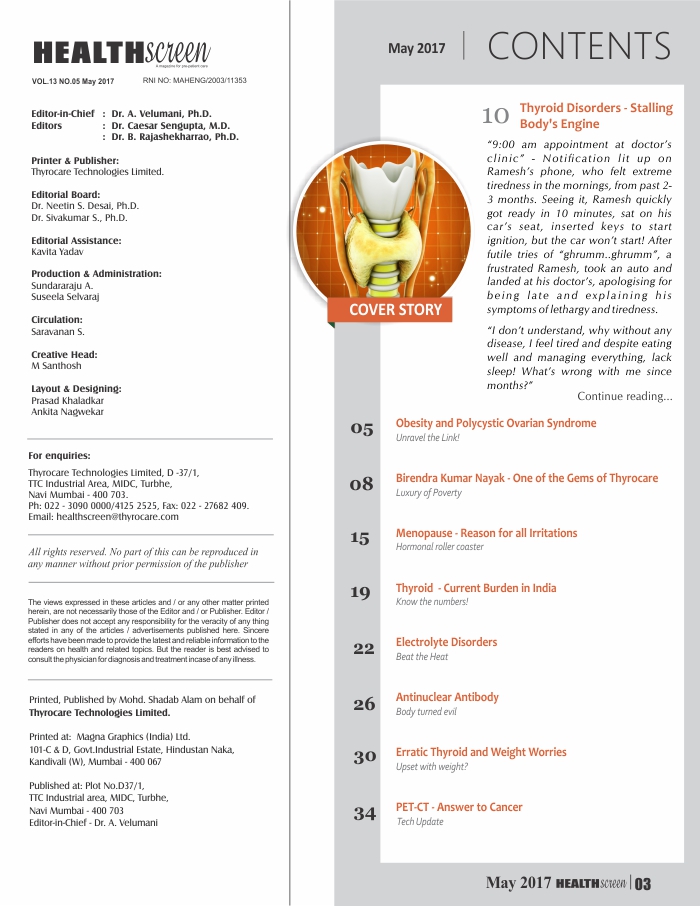 HEALTHscreen
A magazine for pre-patient care
VOL.13 NO.05 May 2017 RNI NO: MAHENG/2003/11353
Editor-in-Chief : Dr. A. Velumani, Ph.D.
Editors : Dr. Caesar Sengupta, M.D.
: Dr. B. Rajashekharrao, Ph.D.
Printer & Publisher:
Thyrocare Technologies Limited.
Editorial Board:
Dr. Neetin S. Desai, Ph.D.
Dr. Sivakumar S., Ph.D.
Editorial Assistance:
Kavita Yadav
Production & Administration:
Sundararaju A.
Suseela Selvaraj
Circulation:
Saravanan S.
Creative Head:
M Santhosh
Layout & Designing:
Prasad Khaladkar
Ankita Nagwekar
For enquiries:
Thyrocare Technologies Limited, D -37/1,
TTC Industrial Area, MIDC, Turbhe,
Navi Mumbai - 400 703.
Ph: 022 - 3090 0000/4125 2525, Fax: 022 - 27682 409.
Email: healthscreen@thyrocare.com
All rights reserved. No part of this can be reproduced in
any manner without prior permission of the publisher
The views expressed in these articles and / or any other matter printed
herein, are not necessarily those of the Editor and / or Publisher. Editor /
Publisher does not accept any responsibility for the veracity of any thing
stated in any of the articles / advertisements published here. Sincere
efforts have been made to provide the latest and reliable information to the
readers on health and related topics. But the reader is best advised to
consult the physician for diagnosis and treatment incase of any illness.
Printed, Published by Mohd. Shadab Alam on behalf of
Thyrocare Technologies Limited.
Printed at: Magna Graphics (India) Ltd.
101-C & D, Govt.Industrial Estate, Hindustan Naka,
Kandivali (W), Mumbai - 400 067
Published at: Plot No.D37/1,
TTC Industrial area, MIDC, Turbhe,
Navi Mumbai - 400 703
Editor-in-Chief - Dr. A. Velumani
May 2017 | CONTENTS
10 Thyroid Disorders - Stalling
Body's Engine
“9:00 am appointment at doctor’s
clinic” - Notification lit up on
Ramesh’s phone, who felt extreme
tiredness in the mornings, from past 2-
3 months. Seeing it, Ramesh quickly
got ready in 10 minutes, sat on his
car’s seat, inserted keys to start
ignition, but the car won’t start! After
futile tries of “ghrumm..ghrumm”, a
frustrated Ramesh, took an auto and
landed at his doctor’s, apologising for
being late and explaining his
symptoms of lethargy and tiredness.
“I don’t understand, why without any
disease, I feel tired and despite eating
well and managing everything, lack
sleep! What’s wrong with me since
months?”
Continue reading...
COVER STORY
05 Obesity and Polycystic Ovarian Syndrome
Unravel the Link!
08 Birendra Kumar Nayak - One of the Gems of Thyrocare
Luxury of Poverty
15 Menopause - Reason for all Irritations
Hormonal roller coaster
19 Thyroid - Current Burden in India
Know the numbers!
22 Electrolyte Disorders
Beat the Heat
26 Antinuclear Antibody
Body turned evil
30 Erratic Thyroid and Weight Worries
Upset with weight?
34 PET-CT - Answer to Cancer
Tech Update
May 2017 HEALTHscreen | 03